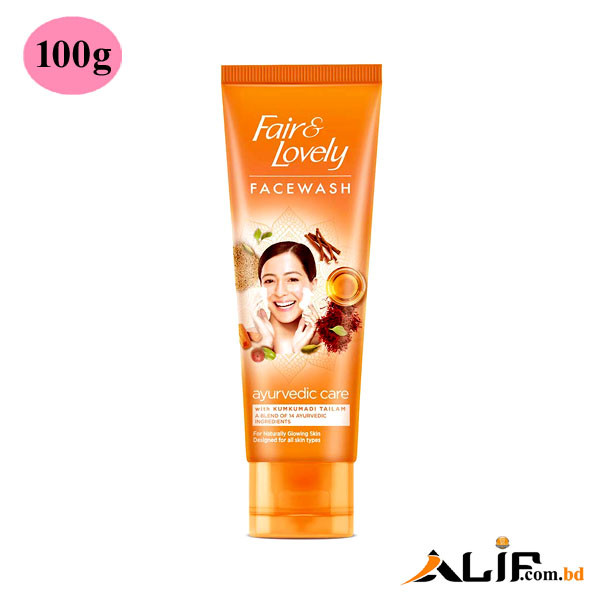 100g
Fair &
Lovely
FACEWASH
ayurvedic care
with KUMKUMADI TAILAM
A BLEND OF 14 AYURVEDIC
INGREDIENTS
For Naturally Glowing Skin
Designed for all skin types
ALIF.com.bd